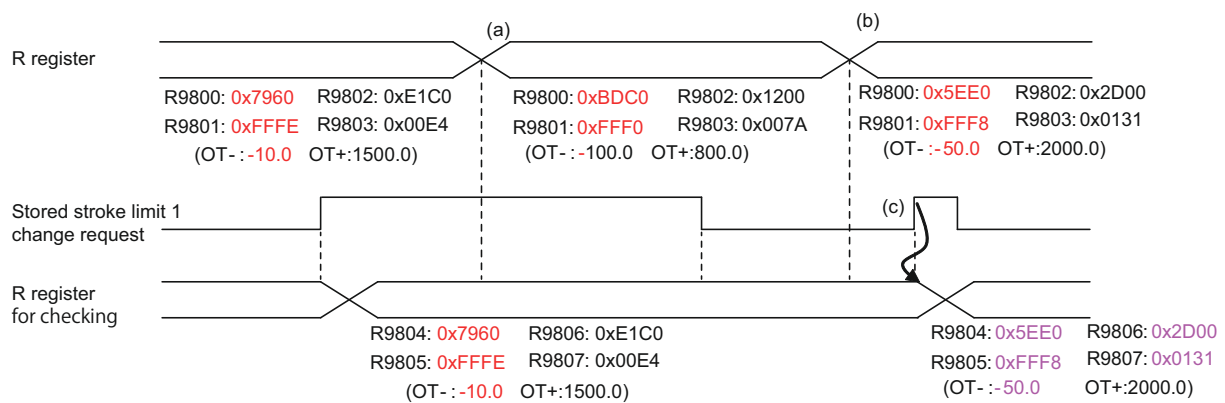 (a)
(b)
R register
R9800: 0x7960 R9802: 0xE1C0
R9801: 0xFFFE R9803: 0x00E4
(OT- :-10.0 OT+:1500.0)
R9800:0xBDC0 R9802:0x1200
R9801:0xFFF0 R9803:0x007A
(OT- :-100.0 OT+:800.0)
R9800:0x5EE0 R9802:0x2D00
R9801:0xFFF8 R9803:0x0131
(OT- :-50.0 OT+:2000.0)
Stored stroke limit 1
change request
(c)
R register
for checking
R9804: 0x7960 R9806: 0xE1C0
R9805: 0xFFFE R9807: 0x00E4
(OT- :-10.0 OT+:1500.0)
R9804:0x5EE0 R9806: 0x2D00
R9805:0xFFF8 R9807:0x0131
(OT- :-50.0 OT+:2000.0)